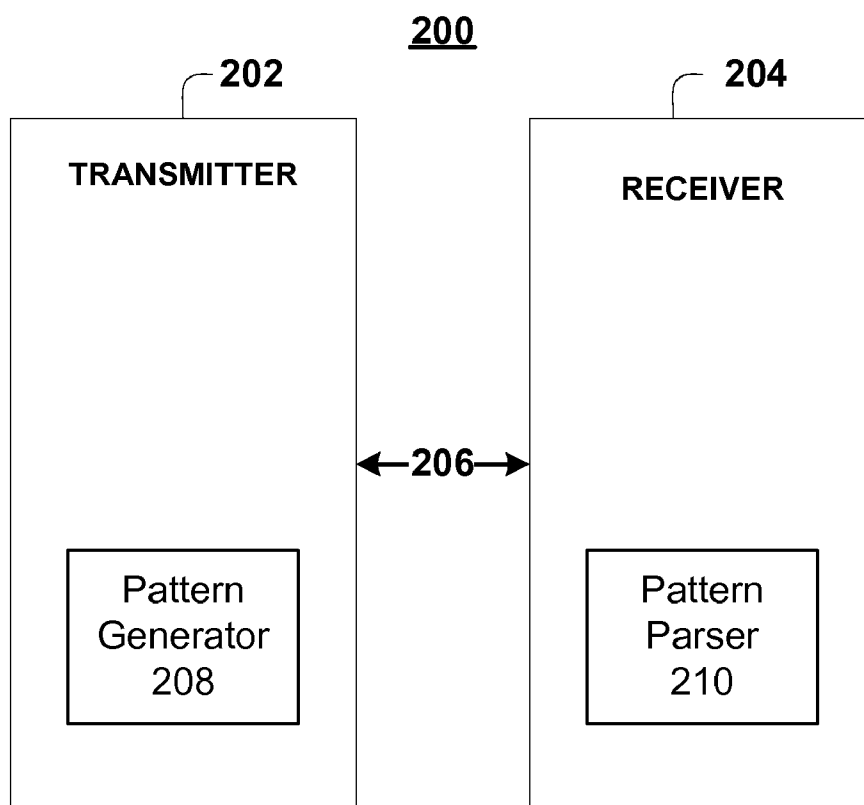 200
202
204
TRANSMITTER
RECEIVER
206
Pattern
Generator
208
Pattern
Parser
210